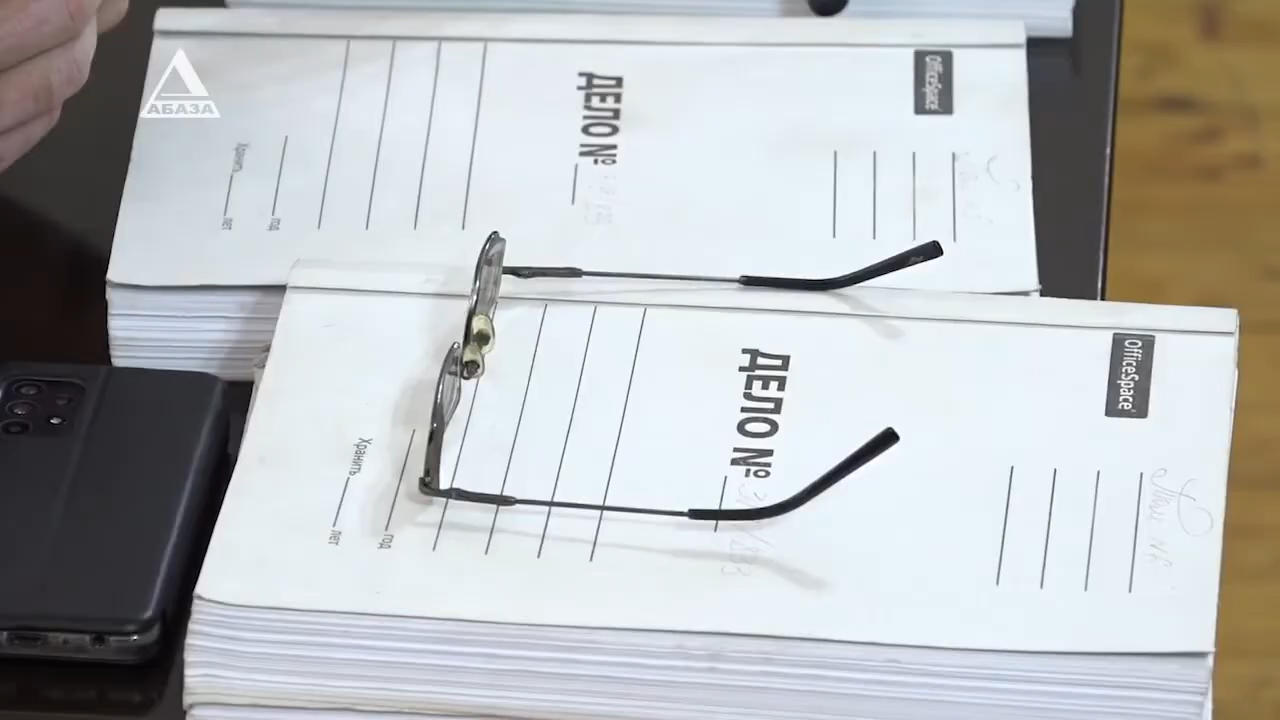 АБАЗА
OfficeSpace
ДЕЛО №
год
Хранить
лет
OfficeSpace
ДЕЛО №
год
Хранить
лет